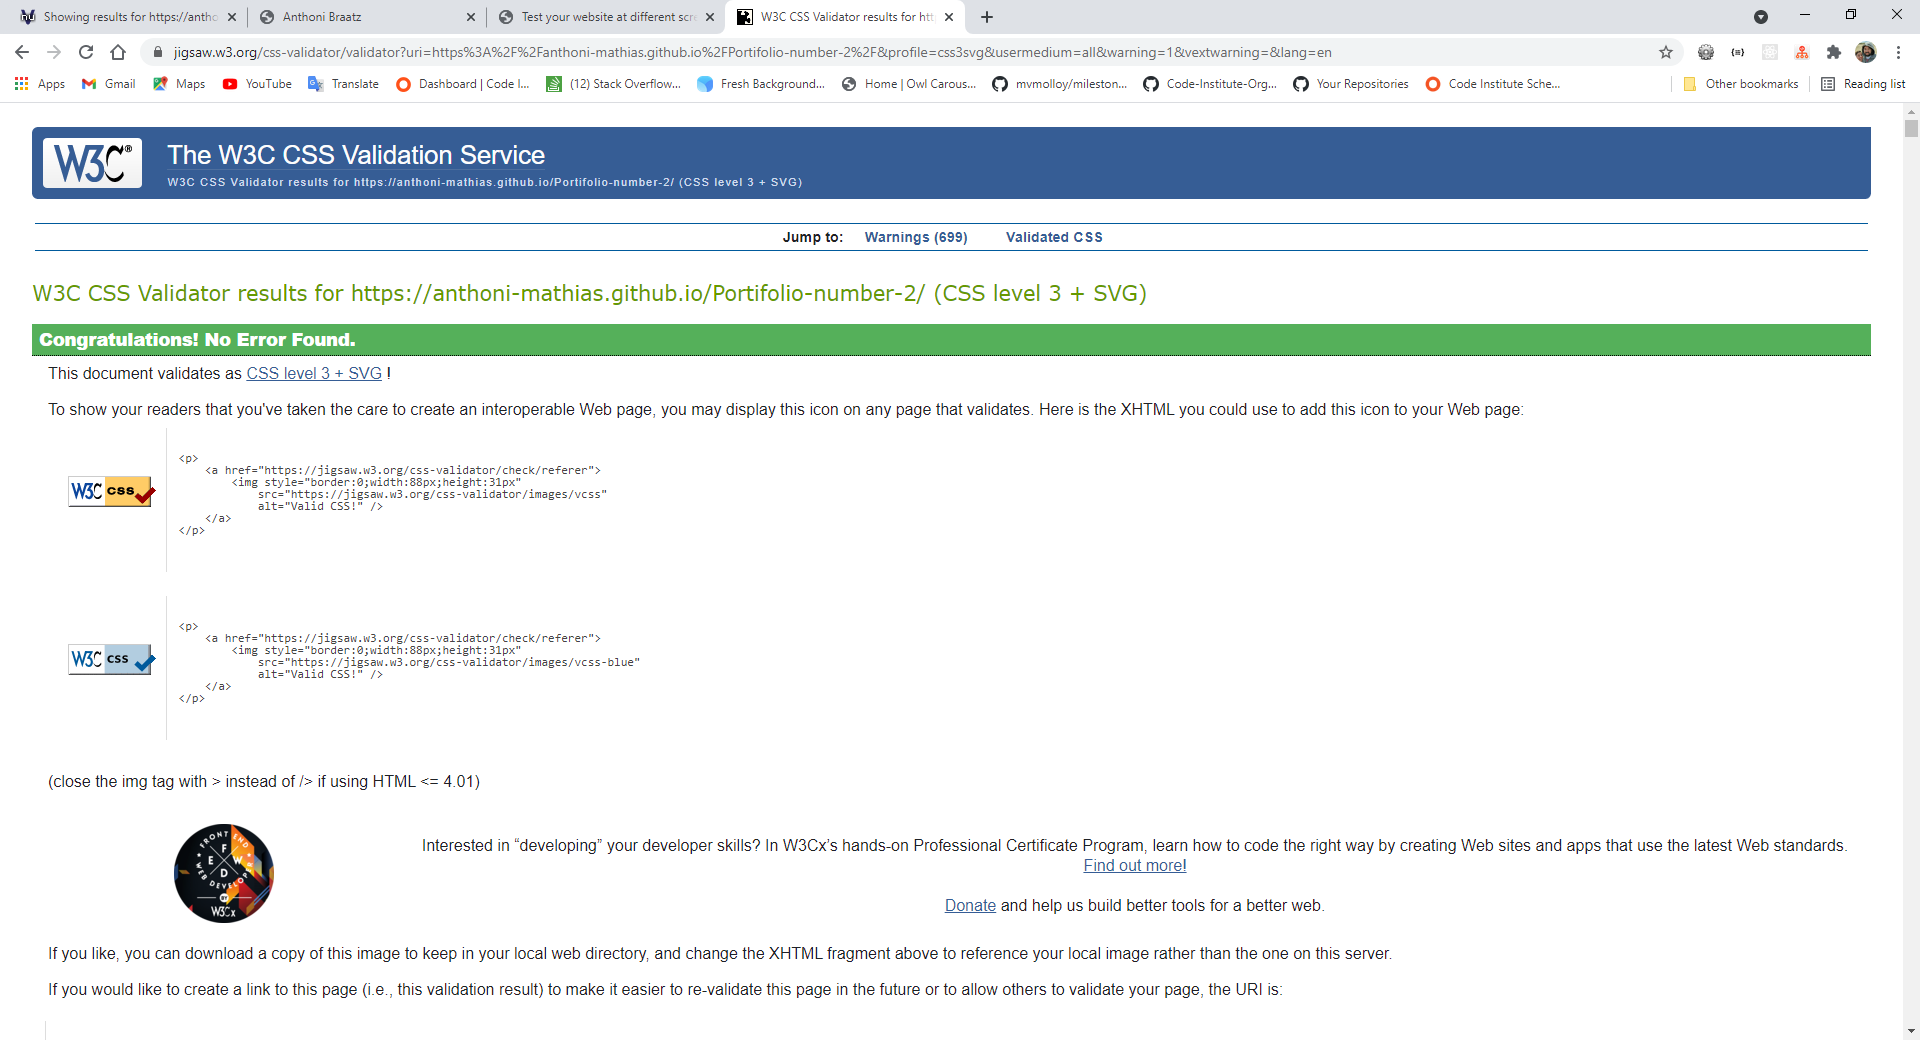 Showing results for https://antho
Anthoni Braatz
Test your website at different scre
W3C CSS Validator results for htt
jigsaw.w3.org/css-validator/validator?uri=https%3A%2F%2Fanthoni-mathias.github.io%2FPortifolio-number-2%2F&profile=css3svg&usermedium=all&warning=1&vextwarning=&lang=en
Apps
Gmail
Maps
YouTube
Translate
Dashboard | Code I...
(12) Stack Overflow...
Fresh Background...
Home | Owl Carous...
mvmolloy/mileston...
Code-Institute-Org...
Your Repositories
Code Institute Sche...
Other bookmarks
Reading list
W3C®
The W3C CSS Validation Service
W3C CSS Validator results for https://anthoni-mathias.github.io/Portifolio-number-2/ (CSS level 3 + SVG)
Jump to: Warnings (699) Validated CSS
W3C CSS Validator results for https://anthoni-mathias.github.io/Portifolio-number-2/ (CSS level 3 + SVG)
Congratulations! No Error Found.
This document validates as CSS level 3 + SVG !
To show your readers that you've taken the care to create an interoperable Web page, you may display this icon on any page that validates. Here is the XHTML you could use to add this icon to your Web page:
W3C css
<p>
<a href="https://jigsaw.w3.org/css-validator/check/referer">
<img style="border:0;width:88px;height:31px"
src="https://jigsaw.w3.org/css-validator/images/vcss"
alt="Valid CSS!" />
</a>
</p>
W3C css
<p>
<a href="https://jigsaw.w3.org/css-validator/check/referer">
<img style="border:0;width:88px;height:31px"
src="https://jigsaw.w3.org/css-validator/images/vcss-blue"
alt="Valid CSS!" />
</a>
</p>
(close the img tag with > instead of /> if using HTML <= 4.01)
FRONT END
F
E W
D
WEB DEVELOPER
BY
W3Cx
Interested in “developing” your developer skills? In W3Cx’s hands-on Professional Certificate Program, learn how to code the right way by creating Web sites and apps that use the latest Web standards.
Find out more!
Donate and help us build better tools for a better web.
If you like, you can download a copy of this image to keep in your local web directory, and change the XHTML fragment above to reference your local image rather than the one on this server.
If you would like to create a link to this page (i.e., this validation result) to make it easier to re-validate this page in the future or to allow others to validate your page, the URI is: